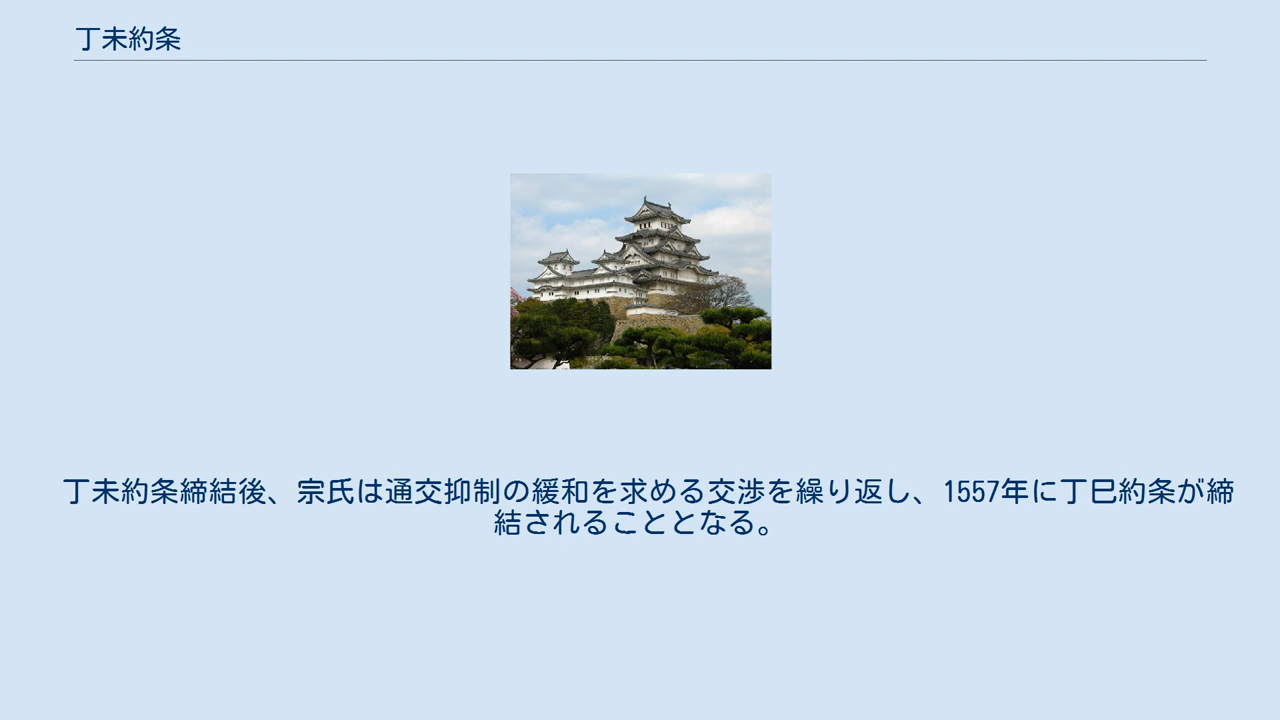 丁未約条
丁未約条締結後、宗氏は通交抑制の緩和を求める交渉を繰り返し、1557年に丁巳約条が締
結されることとなる。